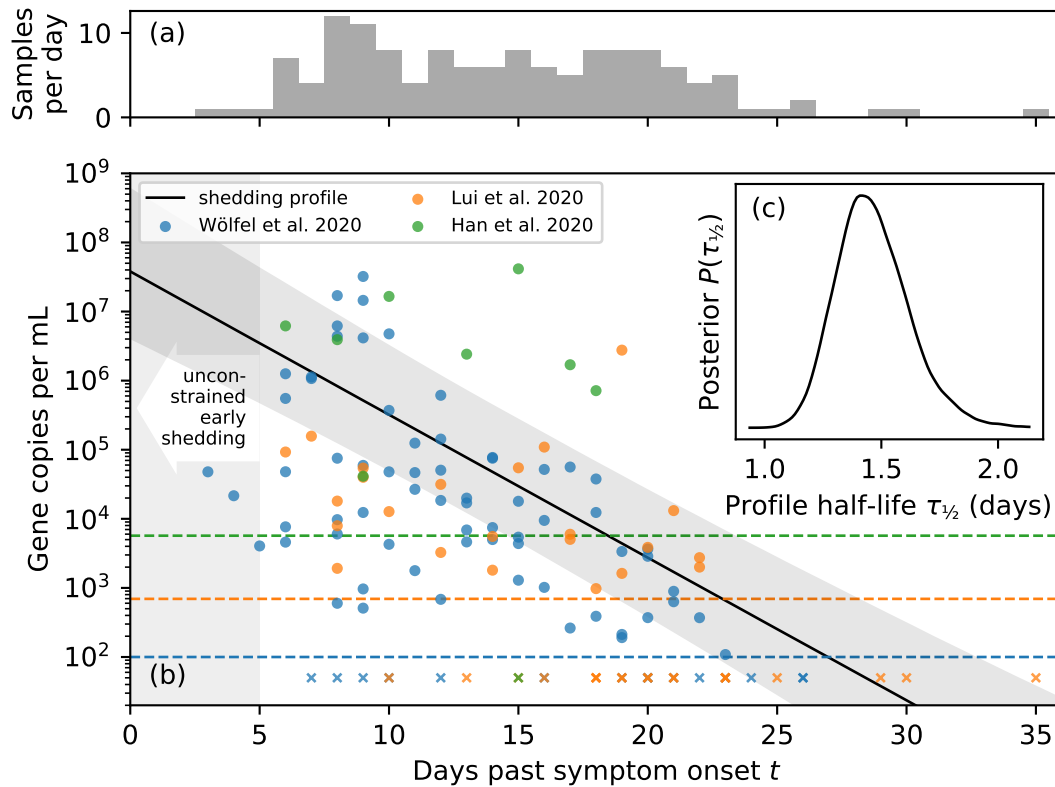 Samples
per day
(a)
10
0
Gene copies per mL
10⁹
10⁸
10⁷
10⁶
10⁵
10⁴
10³
10²
shedding profile
Wölfel et al. 2020
Lui et al. 2020
Han et al. 2020
uncon-
strained
early
shedding
(b)
(c)
Posterior P(τ½)
1.0 1.5 2.0
Profile half-life τ½ (days)
0 5 10 15 20 25 30 35
Days past symptom onset t